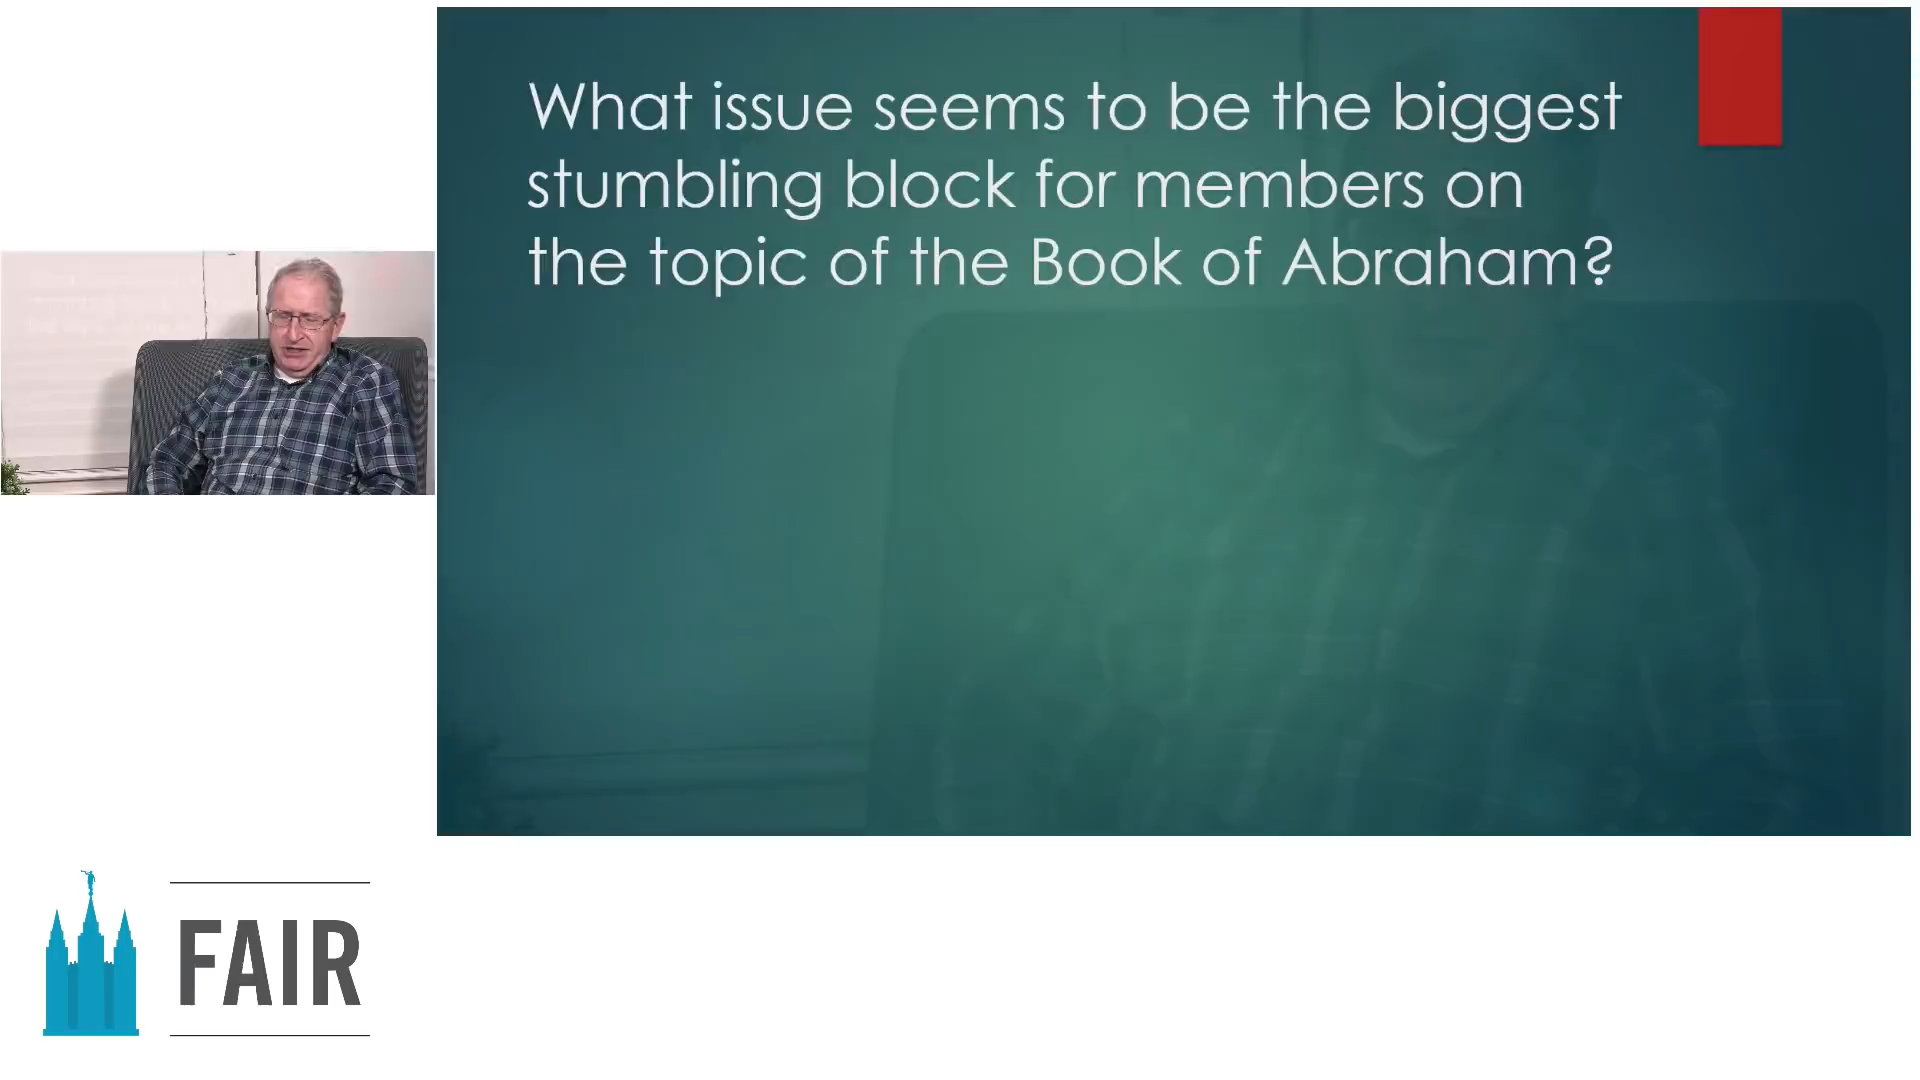 What issue seems to be the biggest
stumbling block for members on
the topic of the Book of Abraham?
FAIR